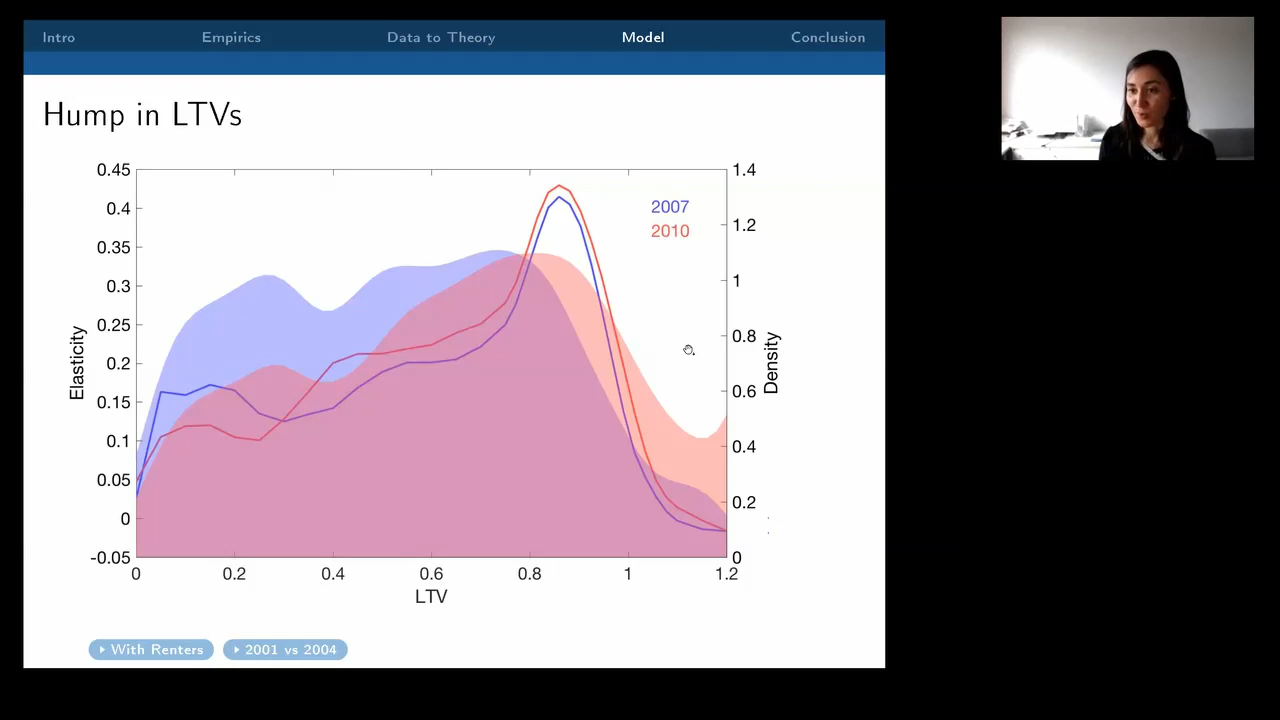 Intro Empirics Data to Theory Model Conclusion
Hump in LTVs
0.45 1.4
0.4 2007 1.2
2010
0.35
0.3 1
0.25 0.8
Elasticity Density
0.2
0.15 0.6
0.1 0.4
0.05
0 0.2
-0.05 0
0 0.2 0.4 0.6 0.8 1 1.2
LTV
With Renters 2001 vs 2004